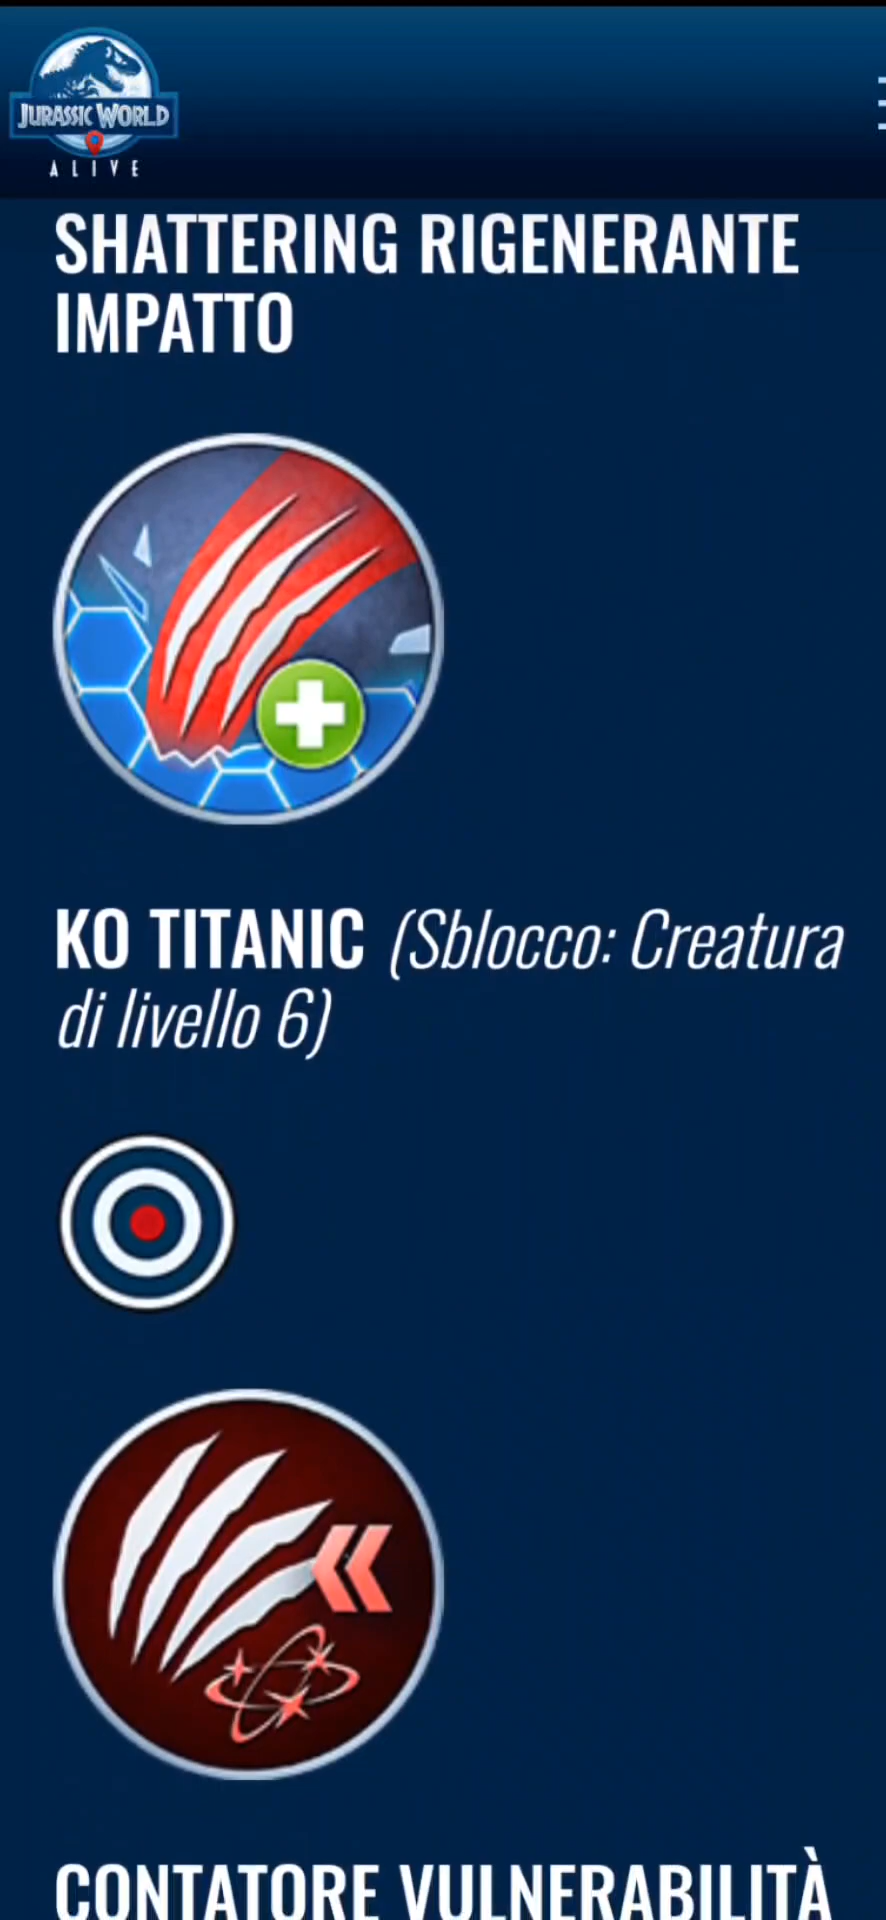 JURASSIC WORLD
ALIVE
SHATTERING RIGENERANTE
IMPATTO
KO TITANIC (Sblocco: Creatura
di livello 6)
CONTATORE VULNERABILITÀ